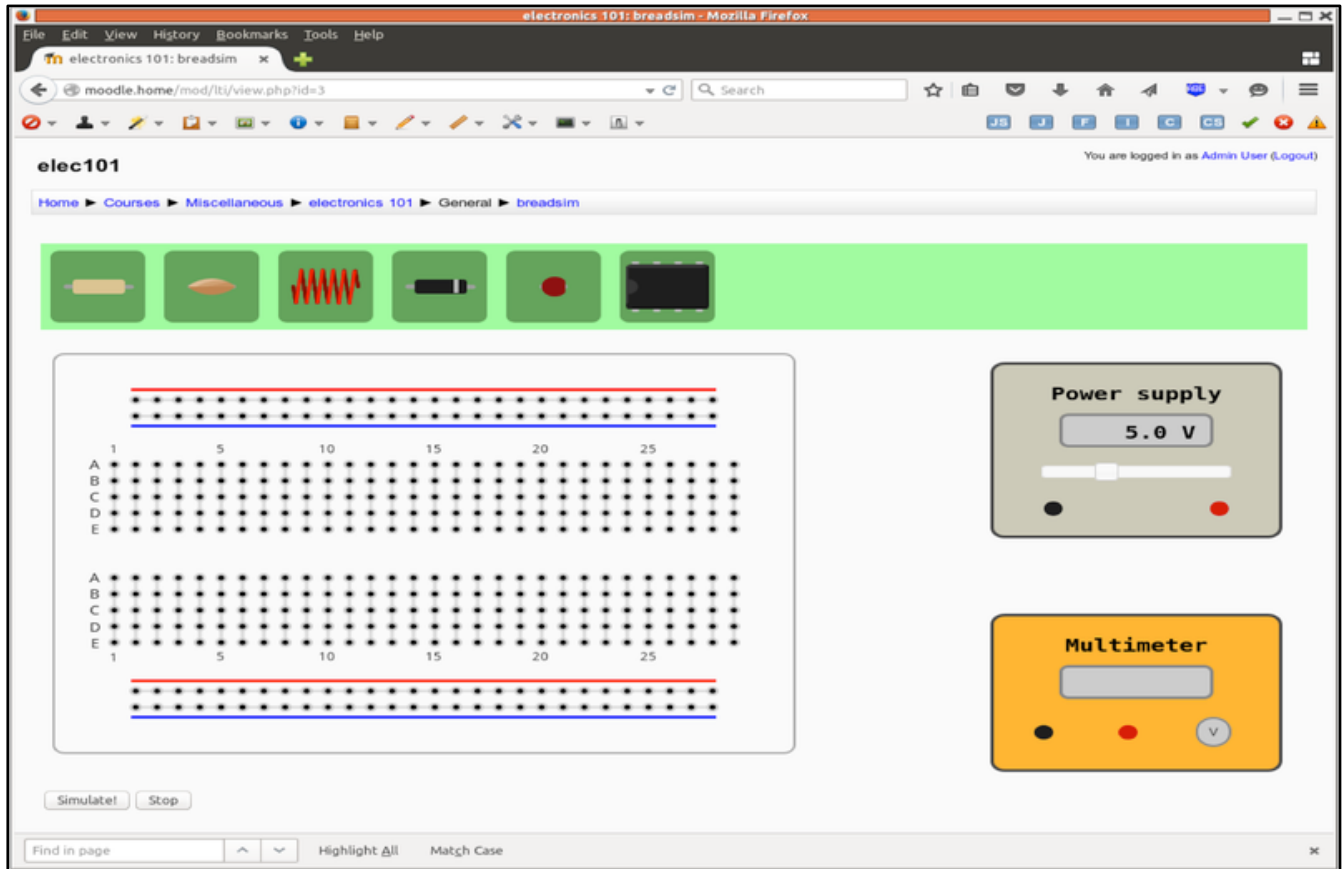 electronics 101: breadsim - Mozilla Firefox
File Edit View History Bookmarks Tools Help
electronics 101: breadsim
moodle.home/mod/lti/view.php?id=3 Search
JS J F I C CS
You are logged in as Admin User (Logout)
elec101
Home ► Courses ► Miscellaneous ► electronics 101 ► General ► breadsim
Power supply
5.0 V
1 5 10 15 20 25
A
B
C
D
E
A
B
C
D
E
1 5 10 15 20 25
Multimeter
V
Simulate! Stop
Find in page Highlight All Match Case